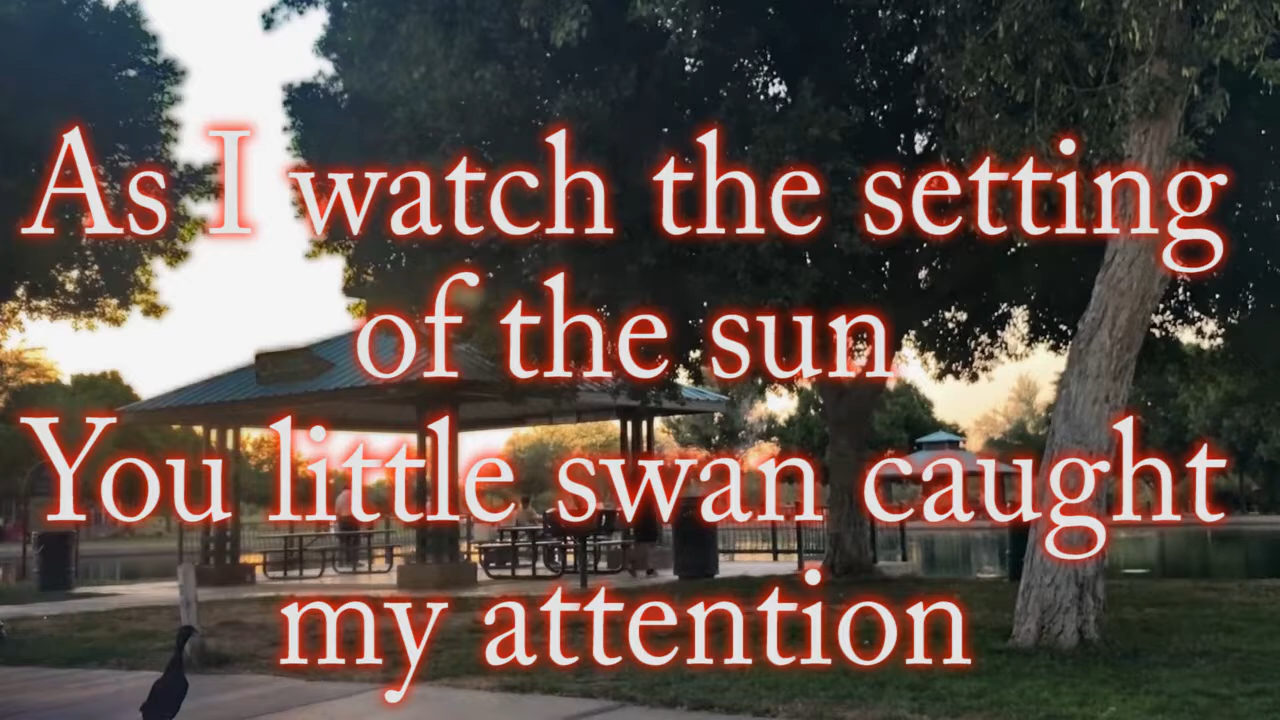 As I watch the setting
of the sun
You little swan caught
my attention